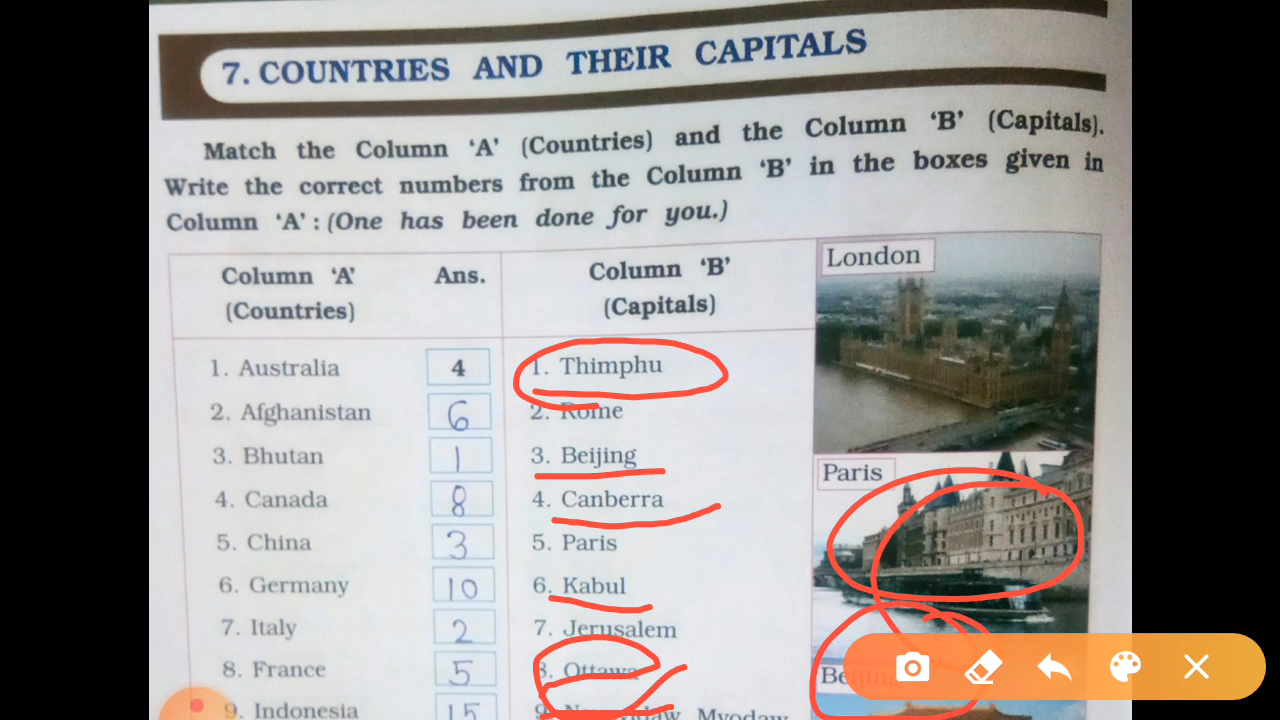 7. COUNTRIES AND THEIR CAPITALS
Match the Column ‘A’ (Countries) and the Column ‘B’ (Capitals).
Write the correct numbers from the Column ‘B’ in the boxes given in
Column ‘A’ : (One has been done for you.)
Column ‘A’ Ans. Column ‘B’
(Countries) (Capitals)
1. Australia 4 1. Thimphu
2. Afghanistan 6 2. Rome
3. Bhutan 1 3. Beijing
4. Canada 8 4. Canberra
5. China 3 5. Paris
6. Germany 10 6. Kabul
7. Italy 2 7. Jerusalem
8. France 5 8. Ottawa
9. Indonesia 15 9. Myodaw
London
Paris
Beijing